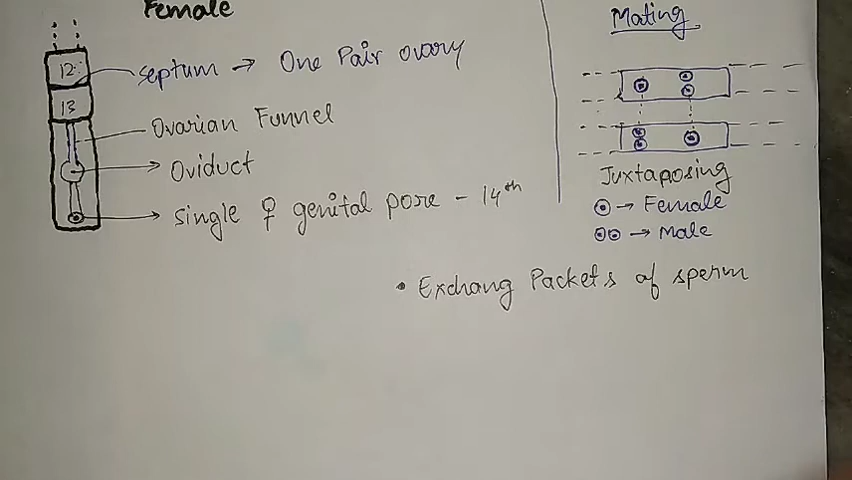 Female
12
septum → One Pair ovary
13
Ovarian Funnel
Oviduct
Single ♀ genital pore - 14th
Mating
Juxtaposing
→ Female
→ Male
• Exchang Packets of sperm